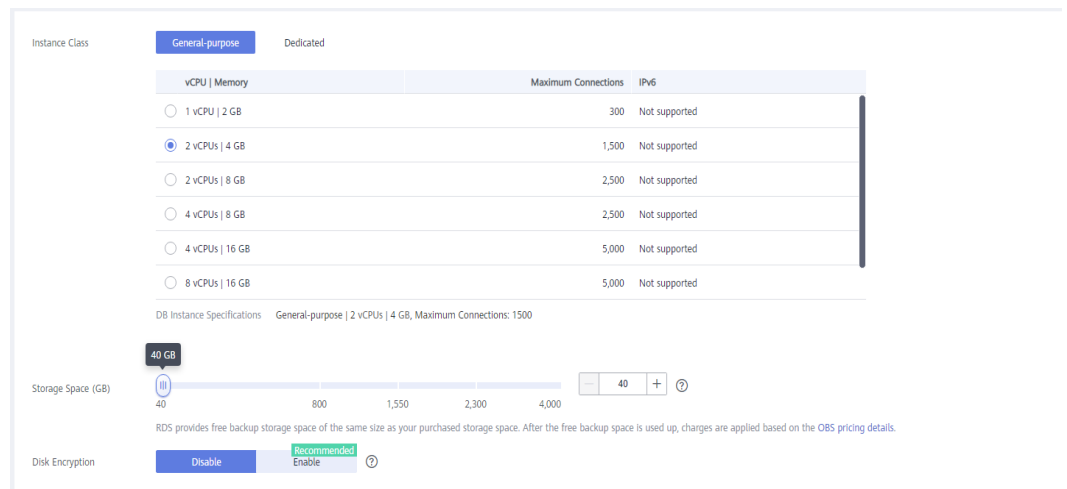 Instance Class General-purpose Dedicated
vCPU | Memory Maximum Connections IPv6
1 vCPU | 2 GB 300 Not supported
2 vCPUs | 4 GB 1,500 Not supported
2 vCPUs | 8 GB 2,500 Not supported
4 vCPUs | 8 GB 2,500 Not supported
4 vCPUs | 16 GB 5,000 Not supported
8 vCPUs | 16 GB 5,000 Not supported
DB Instance Specifications General-purpose | 2 vCPUs | 4 GB, Maximum Connections: 1500
40 GB
Storage Space (GB) 40 + ?
40 800 1,550 2,300 4,000
RDS provides free backup storage space of the same size as your purchased storage space. After the free backup space is used up, charges are applied based on the OBS pricing details.
Recommended
Disk Encryption Disable Enable ?